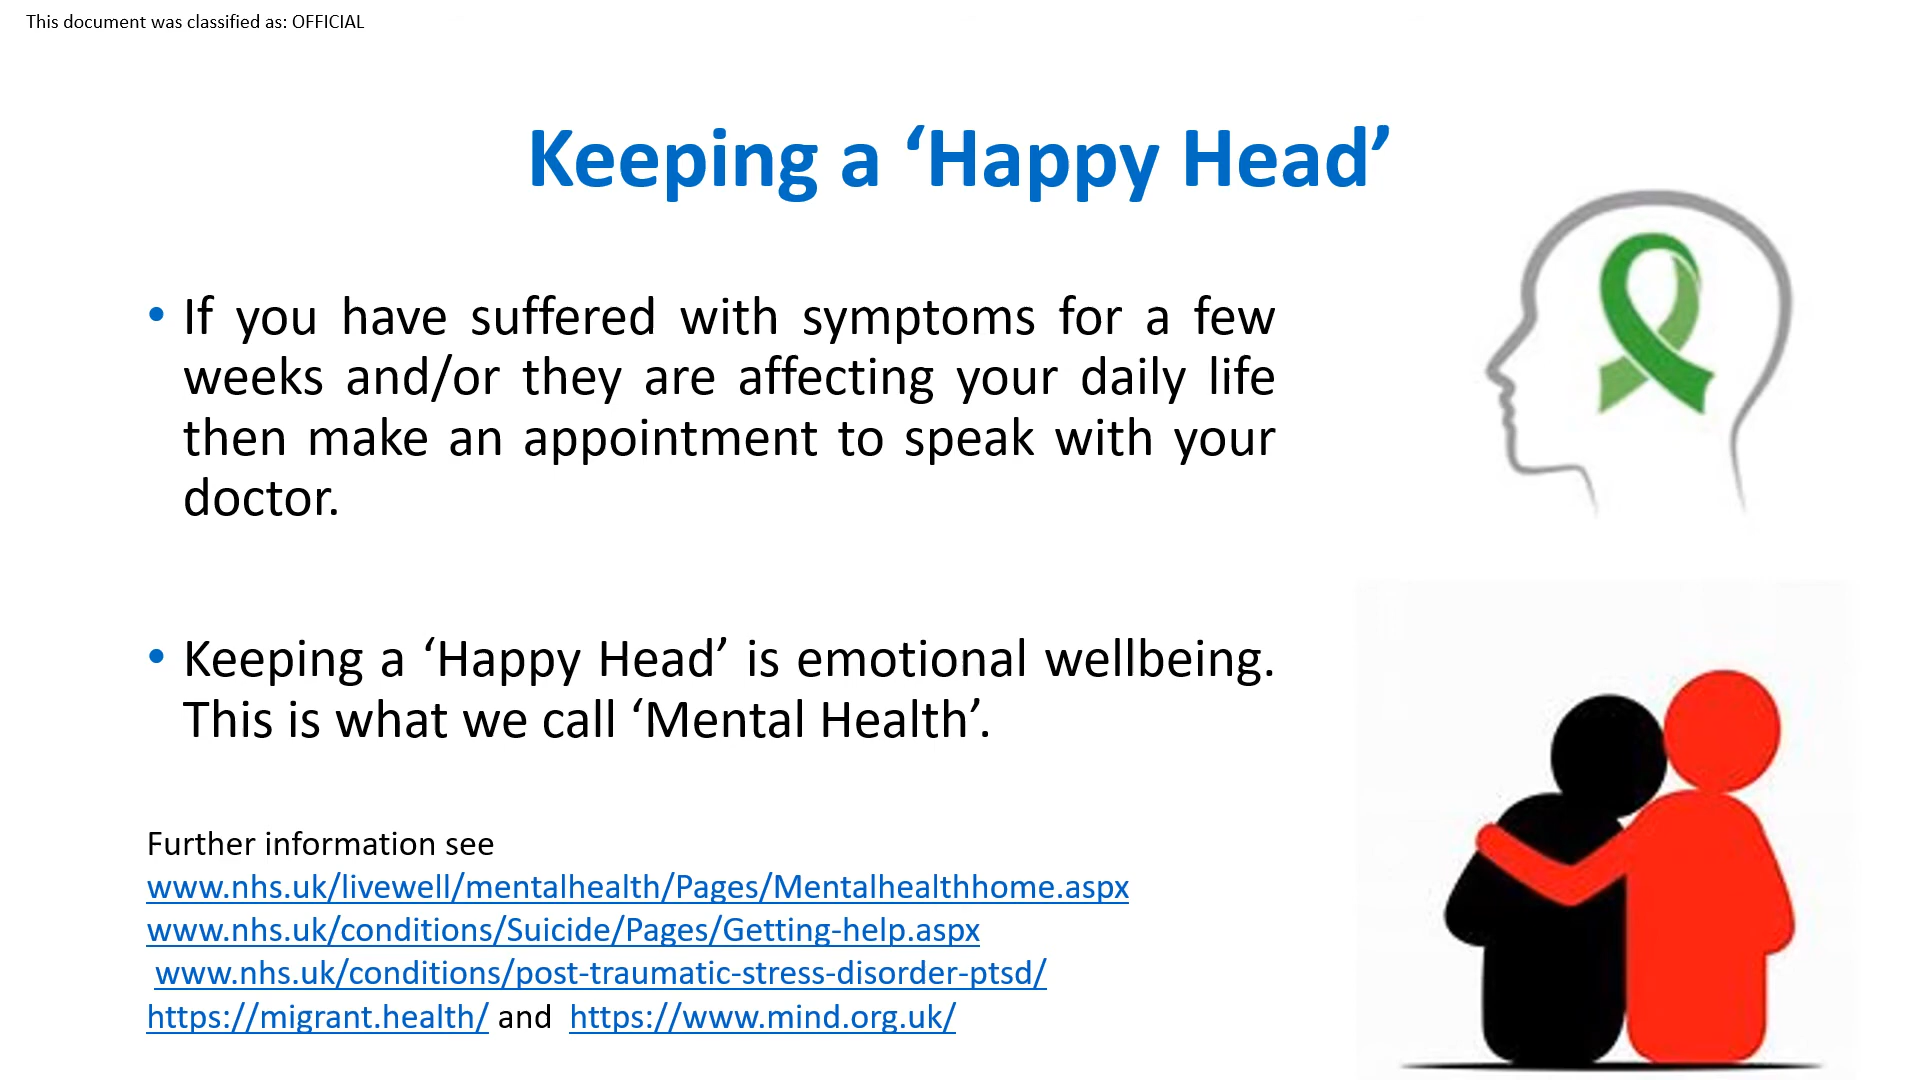 This document was classified as: OFFICIAL
Keeping a ‘Happy Head’
• If you have suffered with symptoms for a few
weeks and/or they are affecting your daily life
then make an appointment to speak with your
doctor.
• Keeping a ‘Happy Head’ is emotional wellbeing.
This is what we call ‘Mental Health’.
Further information see
www.nhs.uk/livewell/mentalhealth/Pages/Mentalhealthhome.aspx
www.nhs.uk/conditions/Suicide/Pages/Getting-help.aspx
www.nhs.uk/conditions/post-traumatic-stress-disorder-ptsd/
https://migrant.health/ and https://www.mind.org.uk/